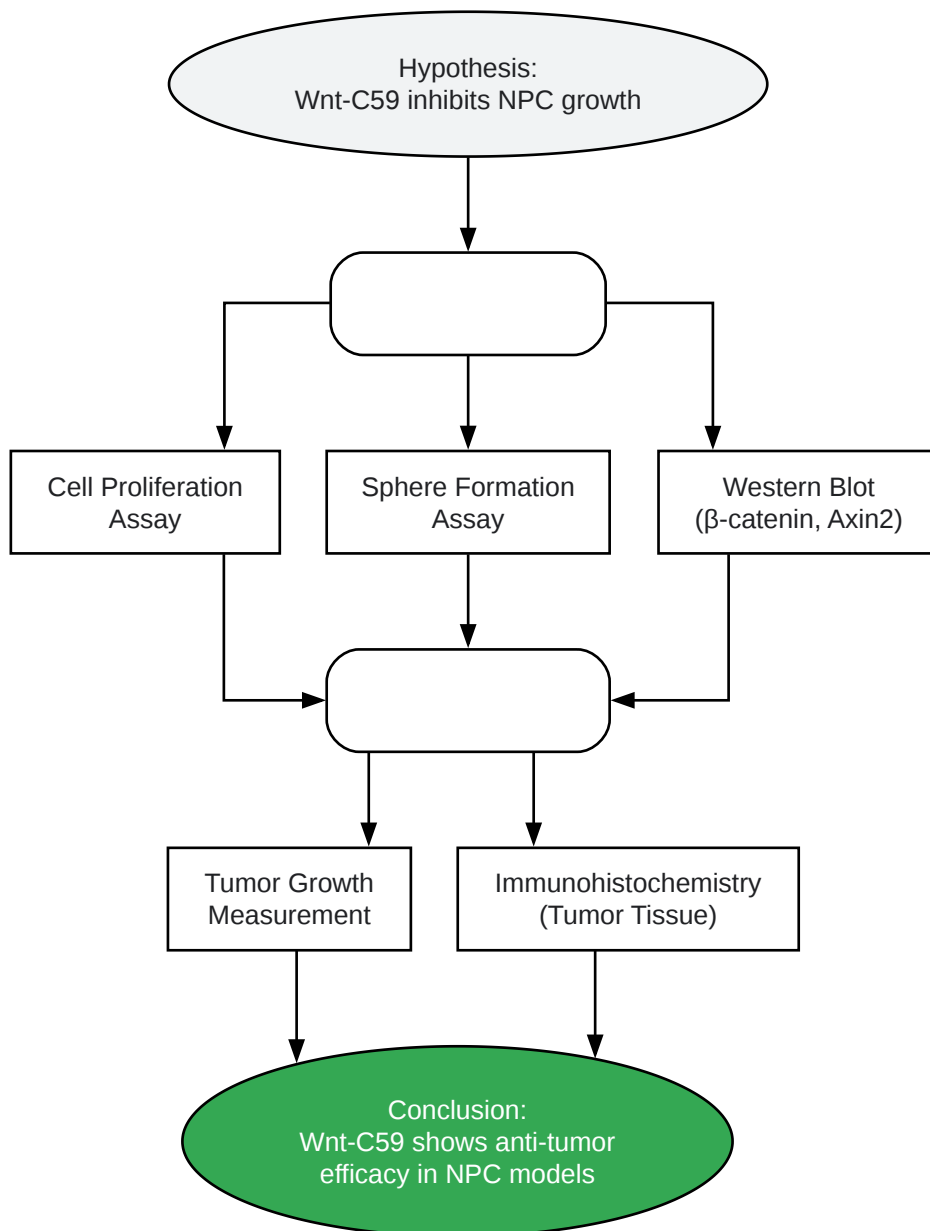 Hypothesis:
Wnt-C59 inhibits NPC growth
Cell Proliferation
Assay
Sphere Formation
Assay
Western Blot
(β-catenin, Axin2)
Tumor Growth
Measurement
Immunohistochemistry
(Tumor Tissue)
Conclusion:
Wnt-C59 shows anti-tumor
efficacy in NPC models